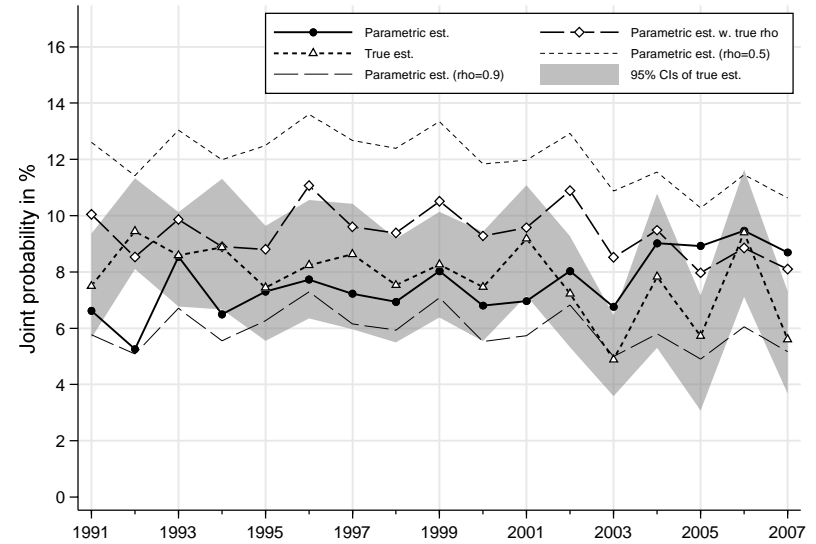 Parametric est.
Parametric est. w. true rho
True est.
Parametric est. (rho=0.5)
Parametric est. (rho=0.9)
95% CIs of true est.
Joint probability in %
16
14
12
10
8
6
4
2
0
1991 1993 1995 1997 1999 2001 2003 2005 2007